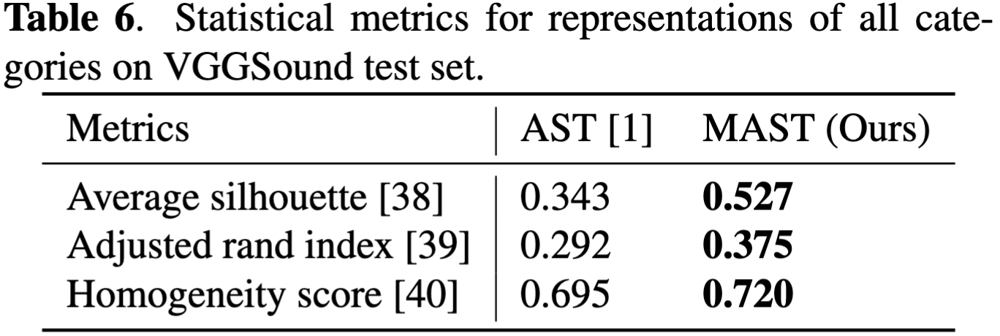 Table 6. Statistical metrics for representations of all cate-
gories on VGGSound test set.
Metrics AST [1] MAST (Ours)
Average silhouette [38] 0.343 0.527
Adjusted rand index [39] 0.292 0.375
Homogeneity score [40] 0.695 0.720